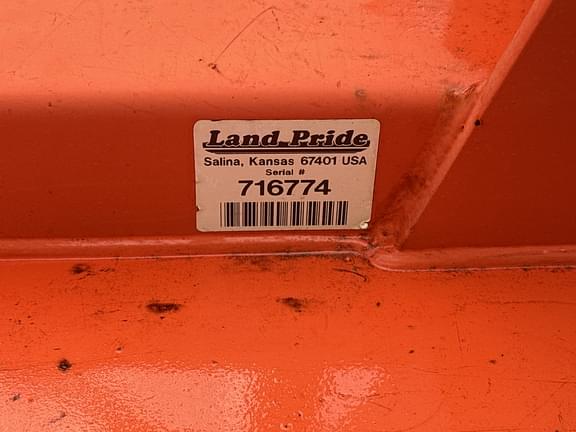 Land Pride
Salina, Kansas 67401 USA
Serial #
716774